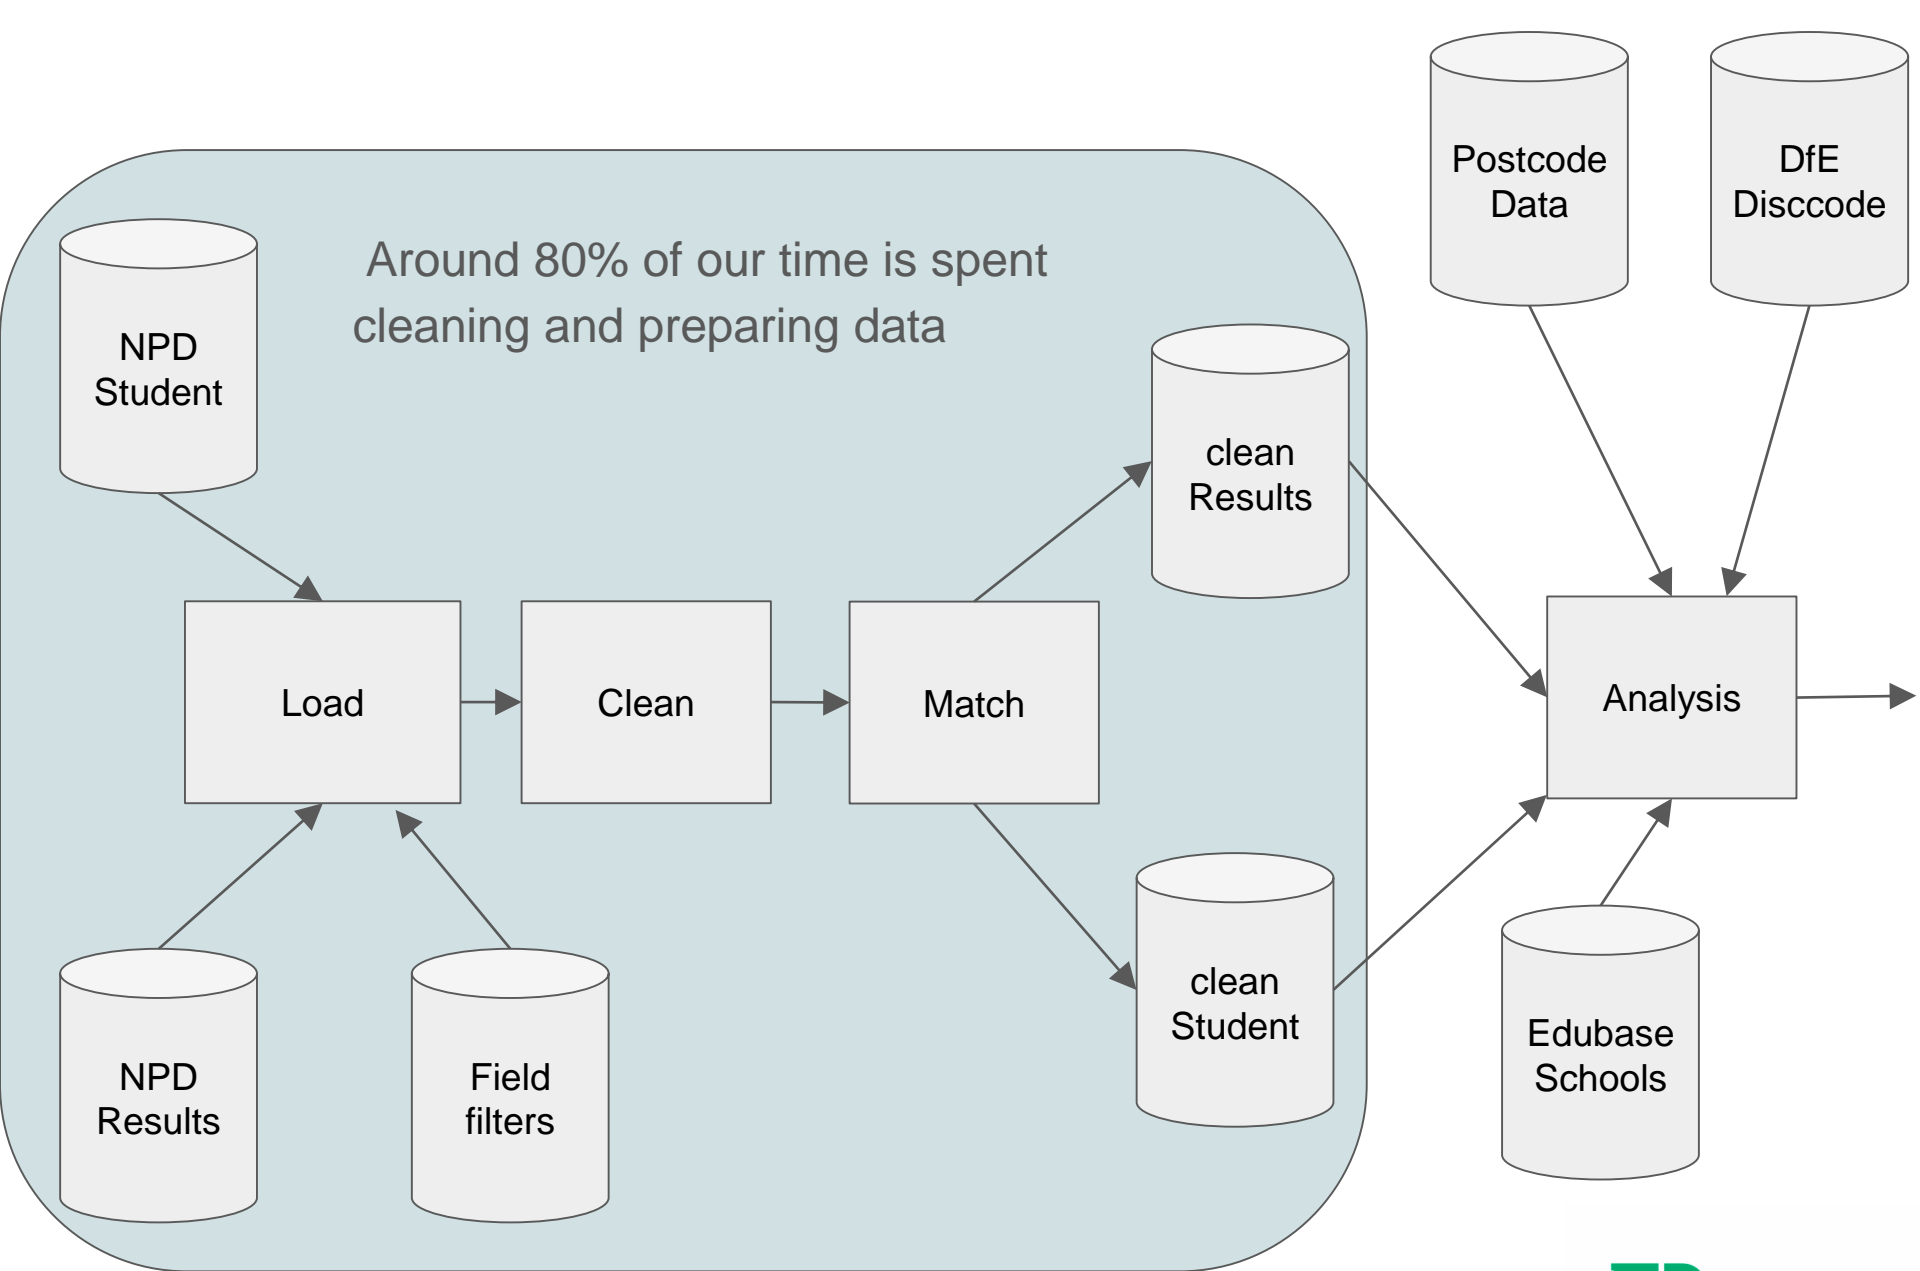 Postcode
Data
DfE
Disccode
Around 80% of our time is spent
cleaning and preparing data
NPD
Student
clean
Results
Load
Clean
Match
Analysis
clean
Student
NPD
Results
Field
filters
Edubase
Schools